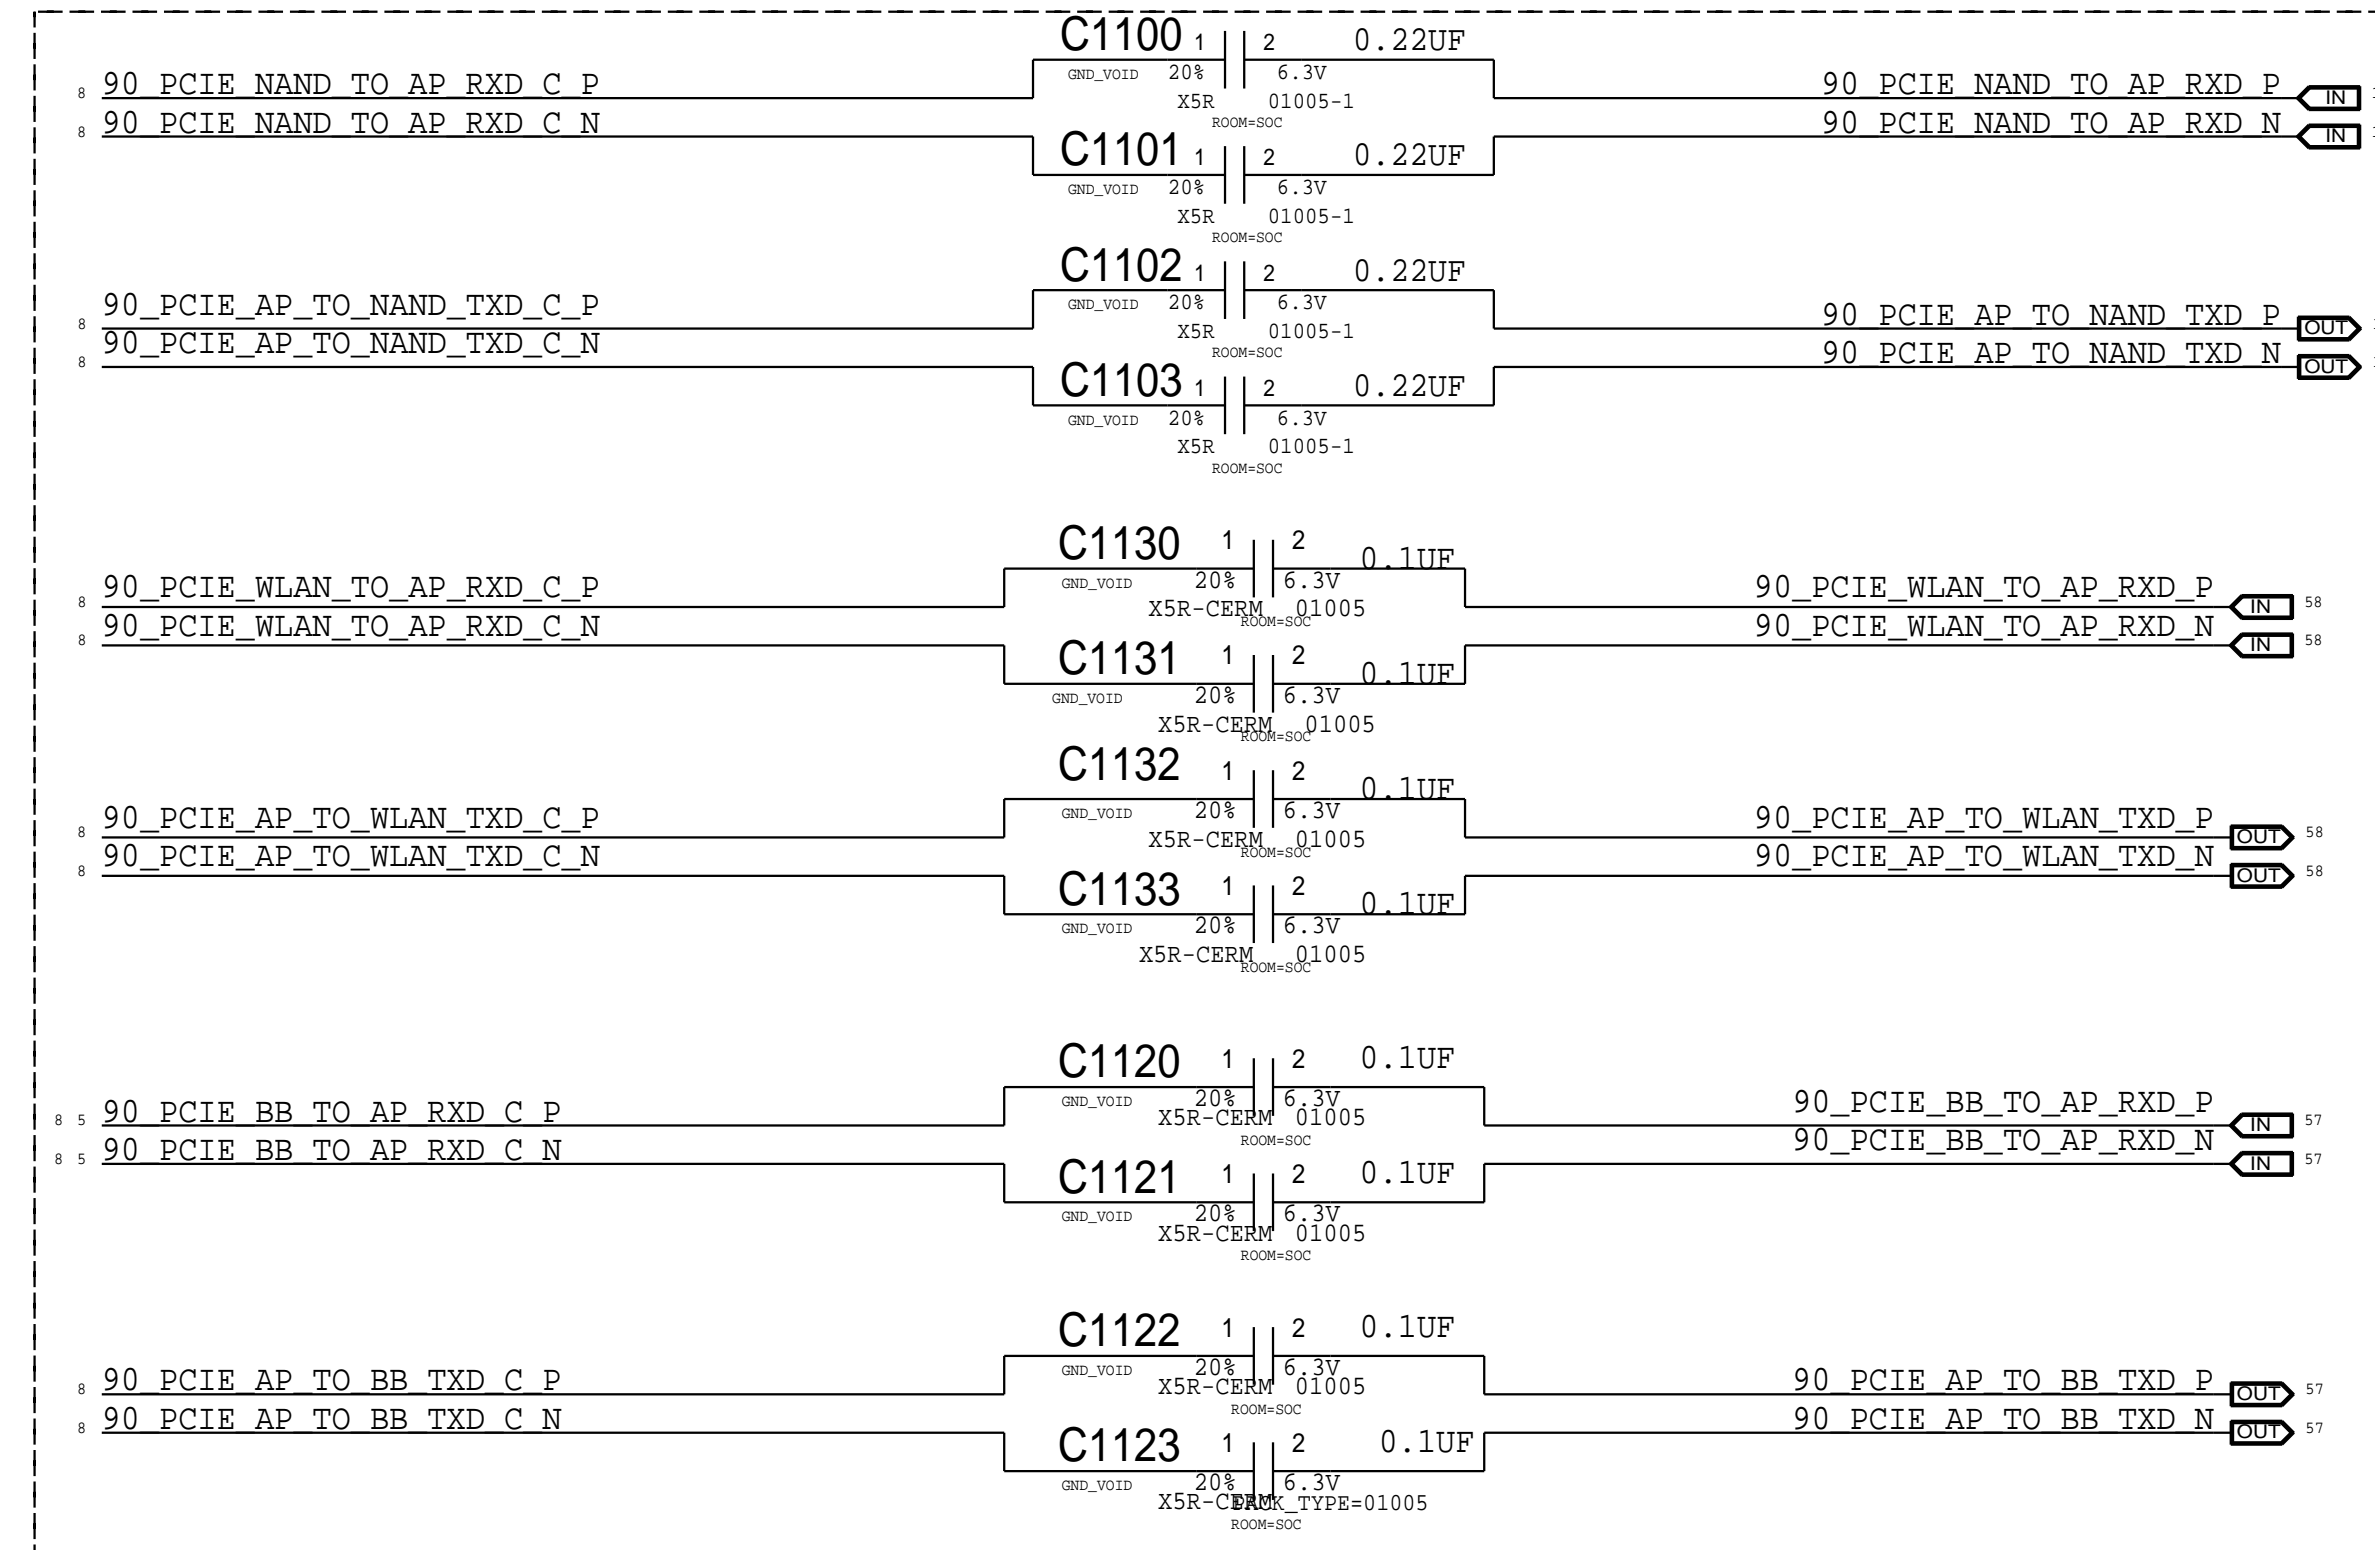 C1100 1 2 0.22UF
GND_VOID 20% 6.3V
8 90_PCIE_NAND_TO_AP_RXD_C_P 90_PCIE_NAND_TO_AP_RXD_P IN
X5R 01005-1
ROOM=SOC
8 90_PCIE_NAND_TO_AP_RXD_C_N 90_PCIE_NAND_TO_AP_RXD_N IN
C1101 1 2 0.22UF
GND_VOID 20% 6.3V
X5R 01005-1
ROOM=SOC
C1102 1 2 0.22UF
GND_VOID 20% 6.3V
8 90_PCIE_AP_TO_NAND_TXD_C_P 90_PCIE_AP_TO_NAND_TXD_P OUT
X5R 01005-1
ROOM=SOC
8 90_PCIE_AP_TO_NAND_TXD_C_N 90_PCIE_AP_TO_NAND_TXD_N OUT
C1103 1 2 0.22UF
GND_VOID 20% 6.3V
X5R 01005-1
ROOM=SOC
C1130 1 2 0.1UF
GND_VOID 20% 6.3V
8 90_PCIE_WLAN_TO_AP_RXD_C_P 90_PCIE_WLAN_TO_AP_RXD_P IN 58
X5R-CERM 01005
ROOM=SOC
8 90_PCIE_WLAN_TO_AP_RXD_C_N 90_PCIE_WLAN_TO_AP_RXD_N IN 58
C1131 1 2 0.1UF
GND_VOID 20% 6.3V
X5R-CERM 01005
ROOM=SOC
C1132 1 2 0.1UF
GND_VOID 20% 6.3V
8 90_PCIE_AP_TO_WLAN_TXD_C_P 90_PCIE_AP_TO_WLAN_TXD_P OUT 58
X5R-CERM 01005
ROOM=SOC
8 90_PCIE_AP_TO_WLAN_TXD_C_N 90_PCIE_AP_TO_WLAN_TXD_N OUT 58
C1133 1 2 0.1UF
GND_VOID 20% 6.3V
X5R-CERM 01005
ROOM=SOC
C1120 1 2 0.1UF
GND_VOID 20% 6.3V
8 5 90_PCIE_BB_TO_AP_RXD_C_P 90_PCIE_BB_TO_AP_RXD_P IN 57
X5R-CERM 01005
ROOM=SOC
8 5 90_PCIE_BB_TO_AP_RXD_C_N 90_PCIE_BB_TO_AP_RXD_N IN 57
C1121 1 2 0.1UF
GND_VOID 20% 6.3V
X5R-CERM 01005
ROOM=SOC
C1122 1 2 0.1UF
GND_VOID 20% 6.3V
8 90_PCIE_AP_TO_BB_TXD_C_P 90_PCIE_AP_TO_BB_TXD_P OUT 57
X5R-CERM 01005
ROOM=SOC
8 90_PCIE_AP_TO_BB_TXD_C_N 90_PCIE_AP_TO_BB_TXD_N OUT 57
C1123 1 2 0.1UF
GND_VOID 20% 6.3V
X5R-CERM PACK_TYPE=01005
ROOM=SOC